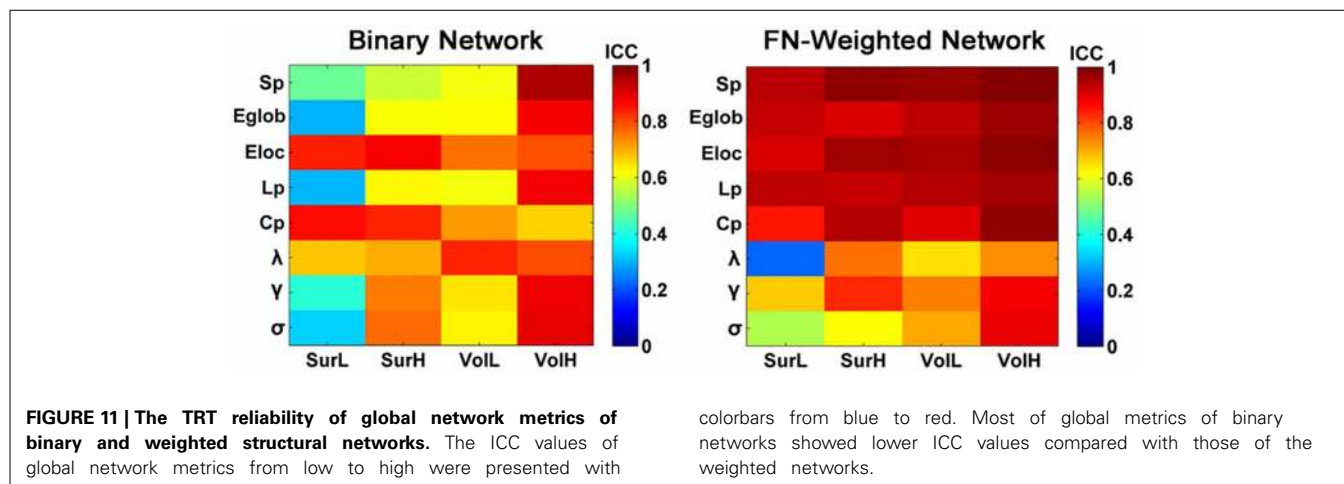 Binary Network
ICC
Sp
Eglob
Eloc
Lp
Cp
λ
γ
σ
SurL SurH VolL VolH
1
0.8
0.6
0.4
0.2
0
FN-Weighted Network
ICC
Sp
Eglob
Eloc
Lp
Cp
λ
γ
σ
SurL SurH VolL VolH
1
0.8
0.6
0.4
0.2
0
FIGURE 11 | The TRT reliability of global network metrics of
binary and weighted structural networks. The ICC values of
global network metrics from low to high were presented with
colorbars from blue to red. Most of global metrics of binary
networks showed lower ICC values compared with those of the
weighted networks.